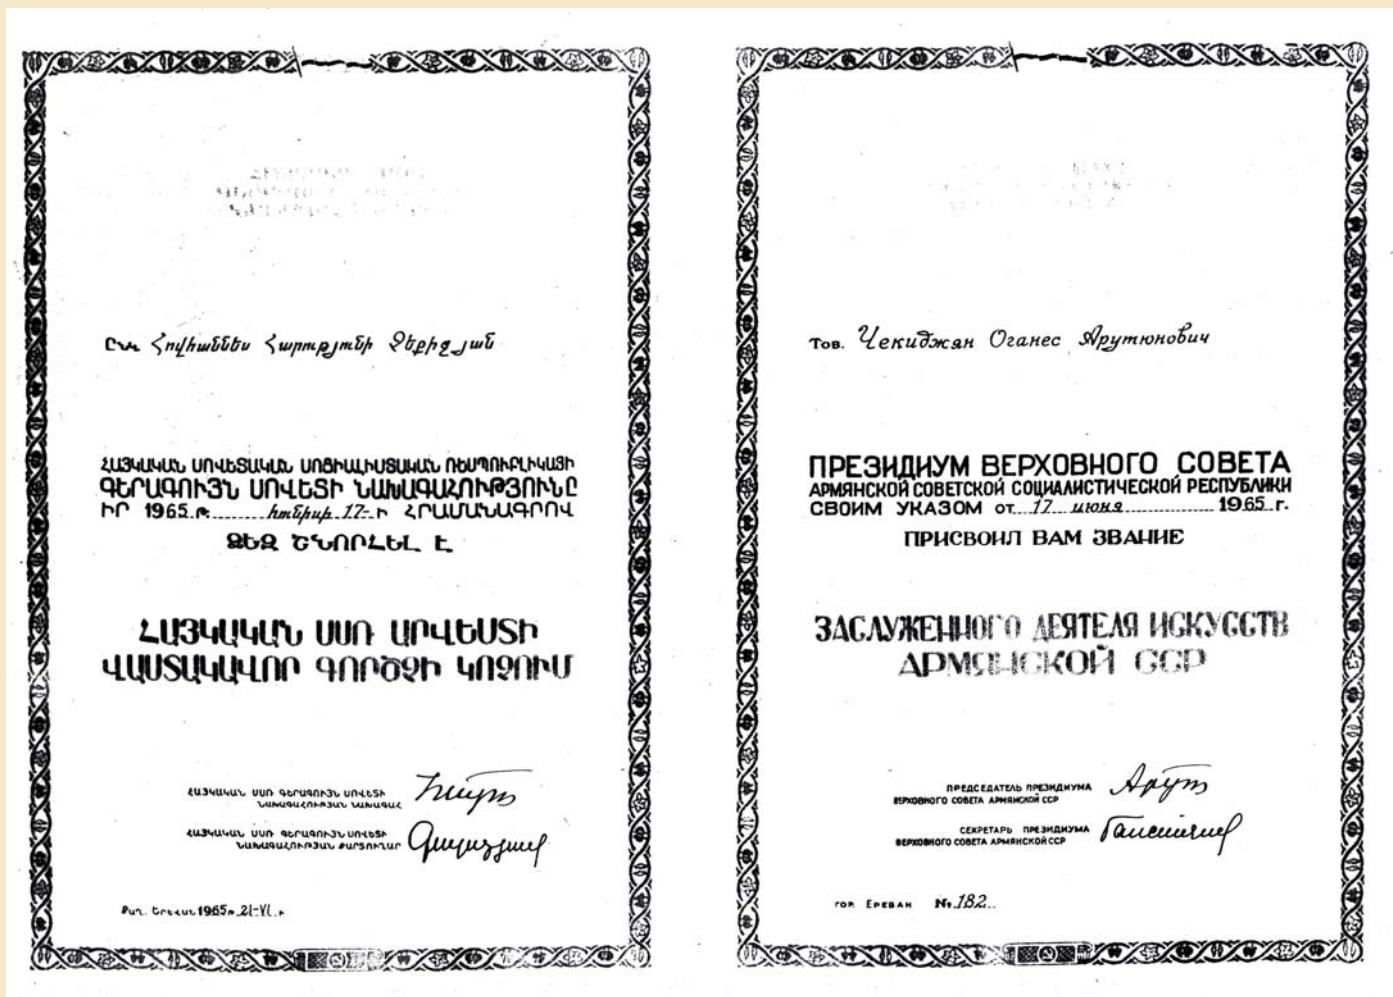 Ընկ. Հովհաննես Հարությունի Չեքիջյան
ՀԱՅԿԱԿԱՆ ՍՈՎԵՏԱԿԱՆ ՍՈՑԻԱԼԻՍՏԱԿԱՆ ՌԵՍՊՈՒԲԼԻԿԱՅԻ
ԳԵՐԱԳՈՒՅՆ ՍՈՎԵՏԻ ՆԱԽԱԳԱՀՈՒԹՅՈՒՆԸ
ԻՐ 1965 Թ. հունիսի 17-Ի ՀՐԱՄԱՆԱԳՐՈՎ
ՁԵԶ ՇՆՈՐՀԵԼ Է
ՀԱՅԿԱԿԱՆ ՍՍՌ ԱՐՎԵՍՏԻ
ՎԱՍՏԱԿԱՎՈՐ ԳՈՐԾՉԻ ԿՈՉՈՒՄ
ՀԱՅԿԱԿԱՆ ՍՍՌ ԳԵՐԱԳՈՒՅՆ ՍՈՎԵՏԻ
ՆԱԽԱԳԱՀՈՒԹՅԱՆ ՆԱԽԱԳԱՀ
ՀԱՅԿԱԿԱՆ ՍՍՌ ԳԵՐԱԳՈՒՅՆ ՍՈՎԵՏԻ
ՆԱԽԱԳԱՀՈՒԹՅԱՆ ՔԱՐՏՈՒՂԱՐ
Քաղ. Երևան 1965 թ. 21-VI.
Тов. Чекиджян Оганес Арутюнович
ПРЕЗИДИУМ ВЕРХОВНОГО СОВЕТА
АРМЯНСКОЙ СОВЕТСКОЙ СОЦИАЛИСТИЧЕСКОЙ РЕСПУБЛИКИ
СВОИМ УКАЗОМ от 17 июня 1965 г.
ПРИСВОИЛ ВАМ ЗВАНИЕ
ЗАСЛУЖЕННОГО ДЕЯТЕЛЯ ИСКУССТВ
АРМЯНСКОЙ ССР
ПРЕДСЕДАТЕЛЬ ПРЕЗИДИУМА
ВЕРХОВНОГО СОВЕТА АРМЯНСКОЙ ССР
СЕКРЕТАРЬ ПРЕЗИДИУМА
ВЕРХОВНОГО СОВЕТА АРМЯНСКОЙ ССР
ГОР. ЕРЕВАН № 182